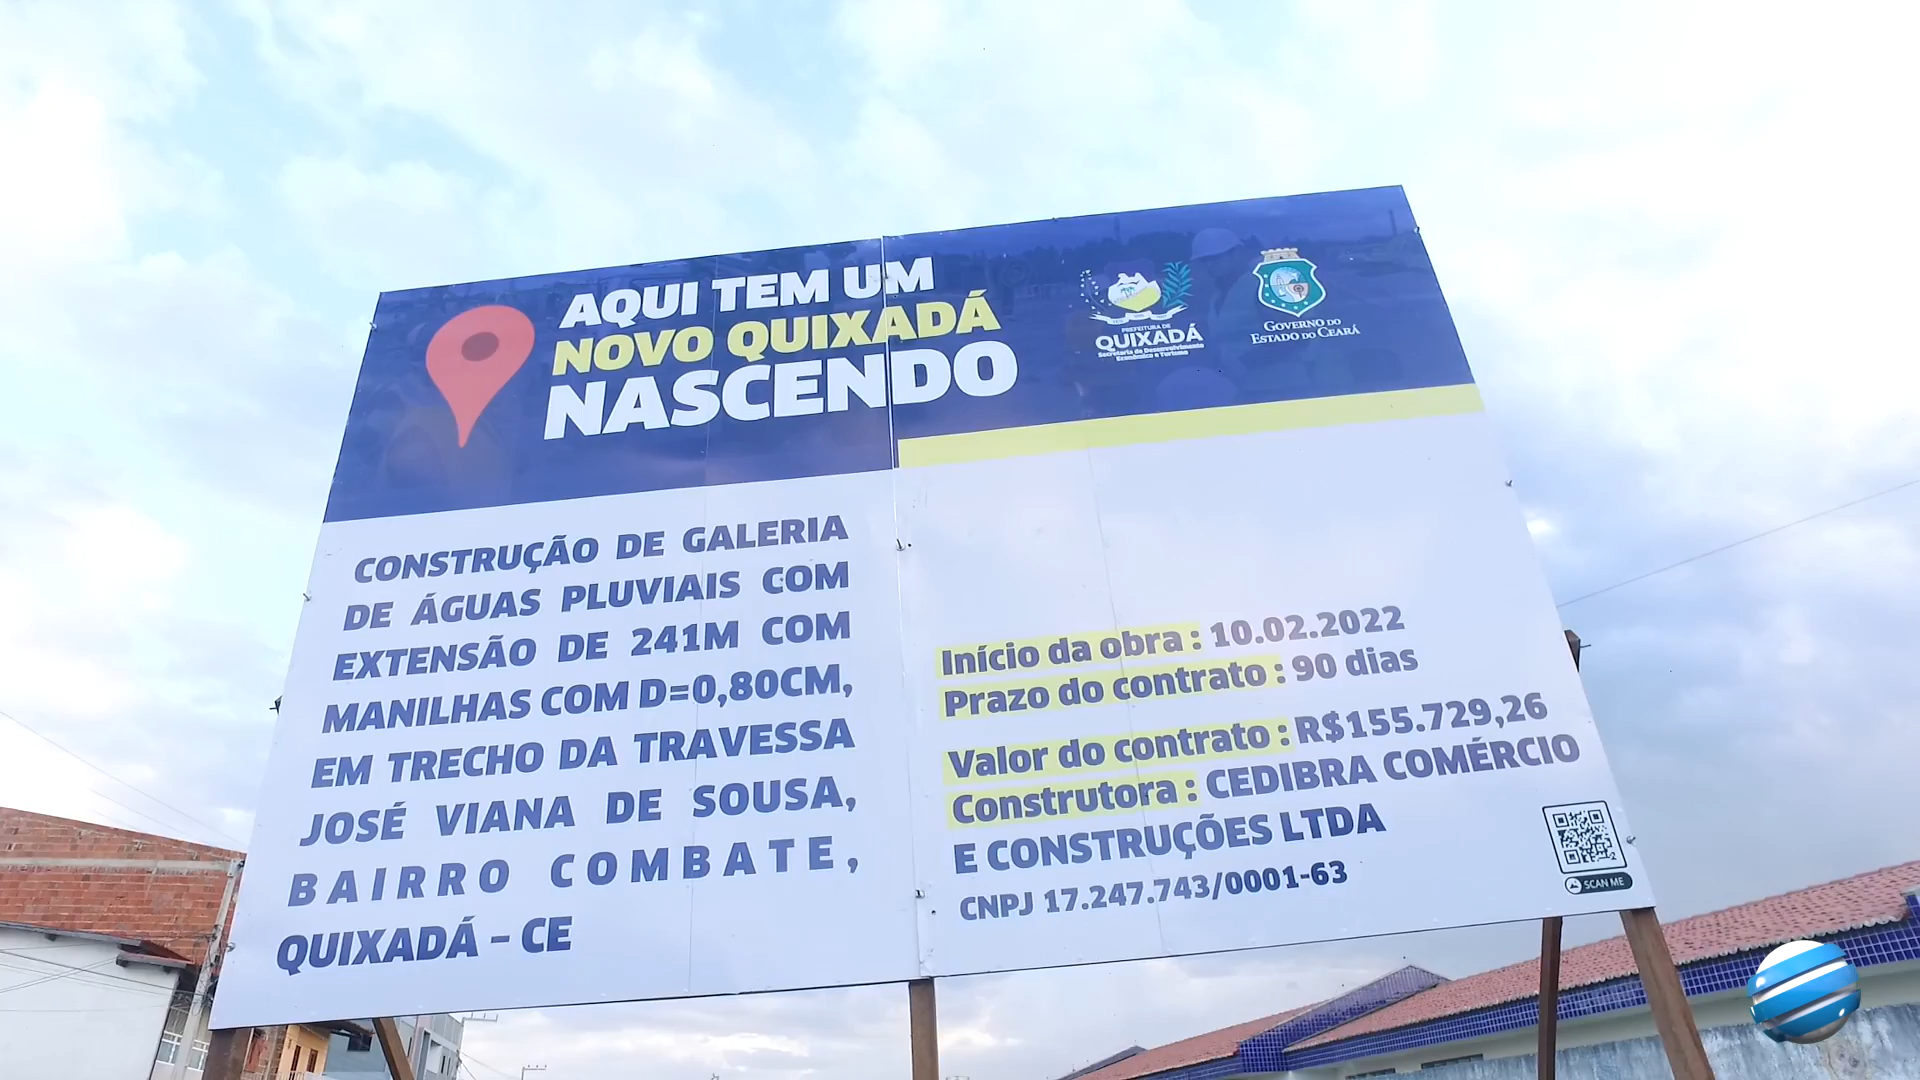 AQUI TEM UM
NOVO QUIXADÁ
NASCENDO
PREFEITURA DE
QUIXADÁ
Secretaria de Desenvolvimento
Econômico e Turismo
GOVERNO DO
ESTADO DO CEARÁ
CONSTRUÇÃO DE GALERIA
DE ÁGUAS PLUVIAIS COM
EXTENSÃO DE 241M COM
MANILHAS COM D=0,80CM,
EM TRECHO DA TRAVESSA
JOSÉ VIANA DE SOUSA,
BAIRRO COMBATE,
QUIXADÁ - CE
Início da obra : 10.02.2022
Prazo do contrato : 90 dias
Valor do contrato : R$155.729,26
Construtora : CEDIBRA COMÉRCIO
E CONSTRUÇÕES LTDA
CNPJ 17.247.743/0001-63
SCAN ME